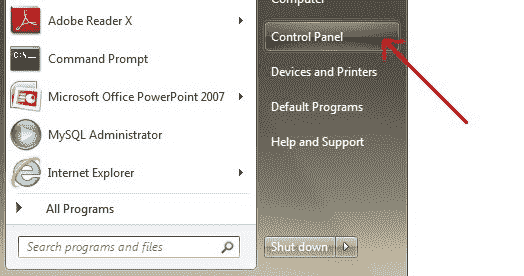 Adobe Reader X
Command Prompt
Microsoft Office PowerPoint 2007
MySQL Administrator
Internet Explorer
All Programs
Search programs and files
Computer
Control Panel
Devices and Printers
Default Programs
Help and Support
Shut down